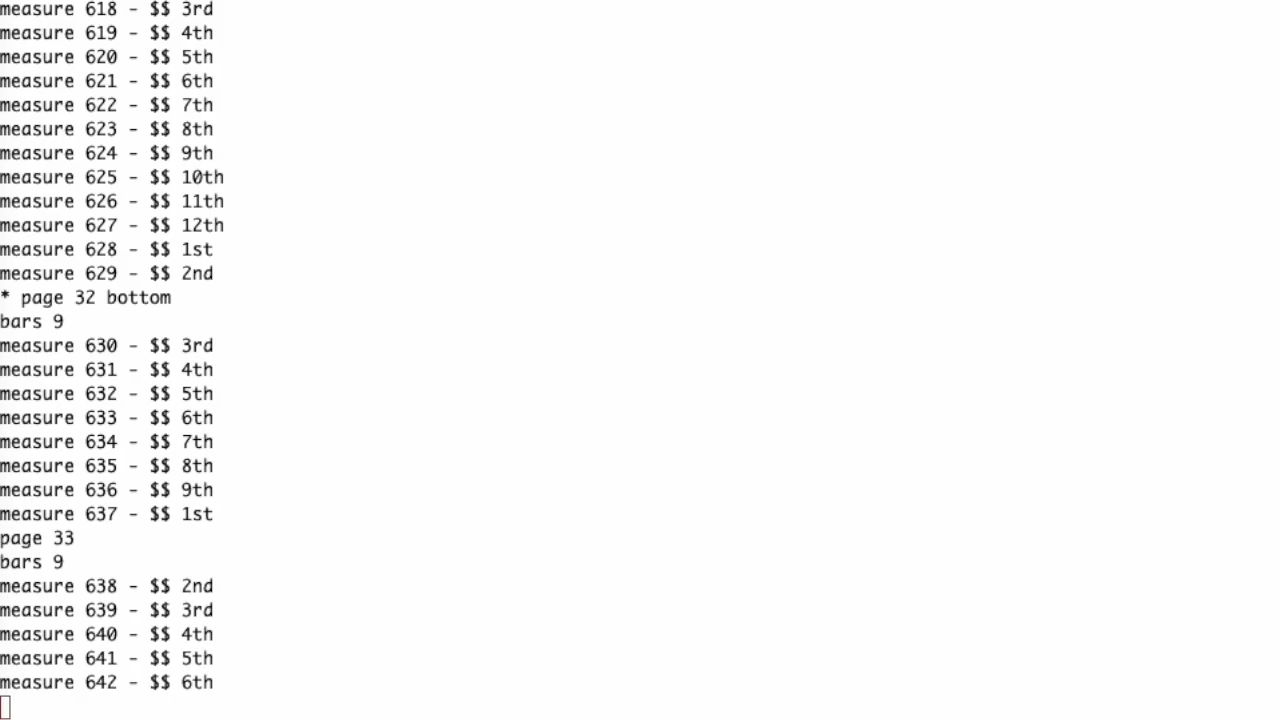 measure 618 - $$ 3rd
measure 619 - $$ 4th
measure 620 - $$ 5th
measure 621 - $$ 6th
measure 622 - $$ 7th
measure 623 - $$ 8th
measure 624 - $$ 9th
measure 625 - $$ 10th
measure 626 - $$ 11th
measure 627 - $$ 12th
measure 628 - $$ 1st
measure 629 - $$ 2nd
* page 32 bottom
bars 9
measure 630 - $$ 3rd
measure 631 - $$ 4th
measure 632 - $$ 5th
measure 633 - $$ 6th
measure 634 - $$ 7th
measure 635 - $$ 8th
measure 636 - $$ 9th
measure 637 - $$ 1st
page 33
bars 9
measure 638 - $$ 2nd
measure 639 - $$ 3rd
measure 640 - $$ 4th
measure 641 - $$ 5th
measure 642 - $$ 6th